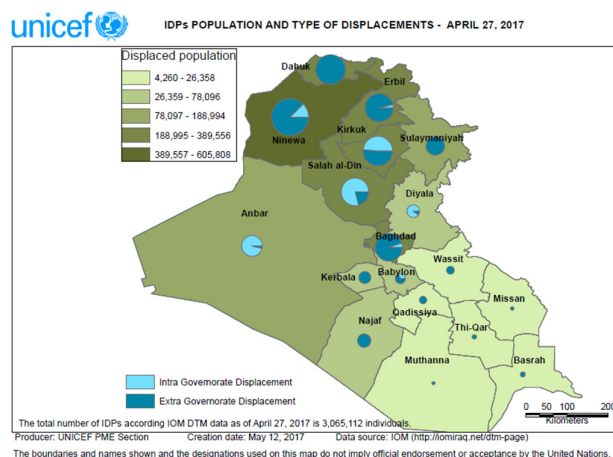 unicef
IDPs POPULATION AND TYPE OF DISPLACEMENTS - APRIL 27, 2017
Displaced population
4,260 - 26,358
26,359 - 78,096
78,097 - 188,994
188,995 - 389,556
389,557 - 605,808
Dahuk
Erbil
Ninewa
Kirkuk
Sulaymaniyah
Salah al-Din
Diyala
Anbar
Baghdad
Wassit
Kerbala
Babylon
Missan
Qadissiya
Najaf
Thi-Qar
Muthanna
Basrah
Intra Governorate Displacement
Extra Governorate Displacement
0 50 100 200
Kilometers
The total number of IDPs according IOM DTM data as of April 27, 2017 is 3,065,112 individuals.
Producer: UNICEF PME Section Creation date: May 12, 2017 Data source: IOM (http://iomiraq.net/dtm-page)
The boundaries and names shown and the designations used on this map do not imply official endorsement or acceptance by the United Nations.